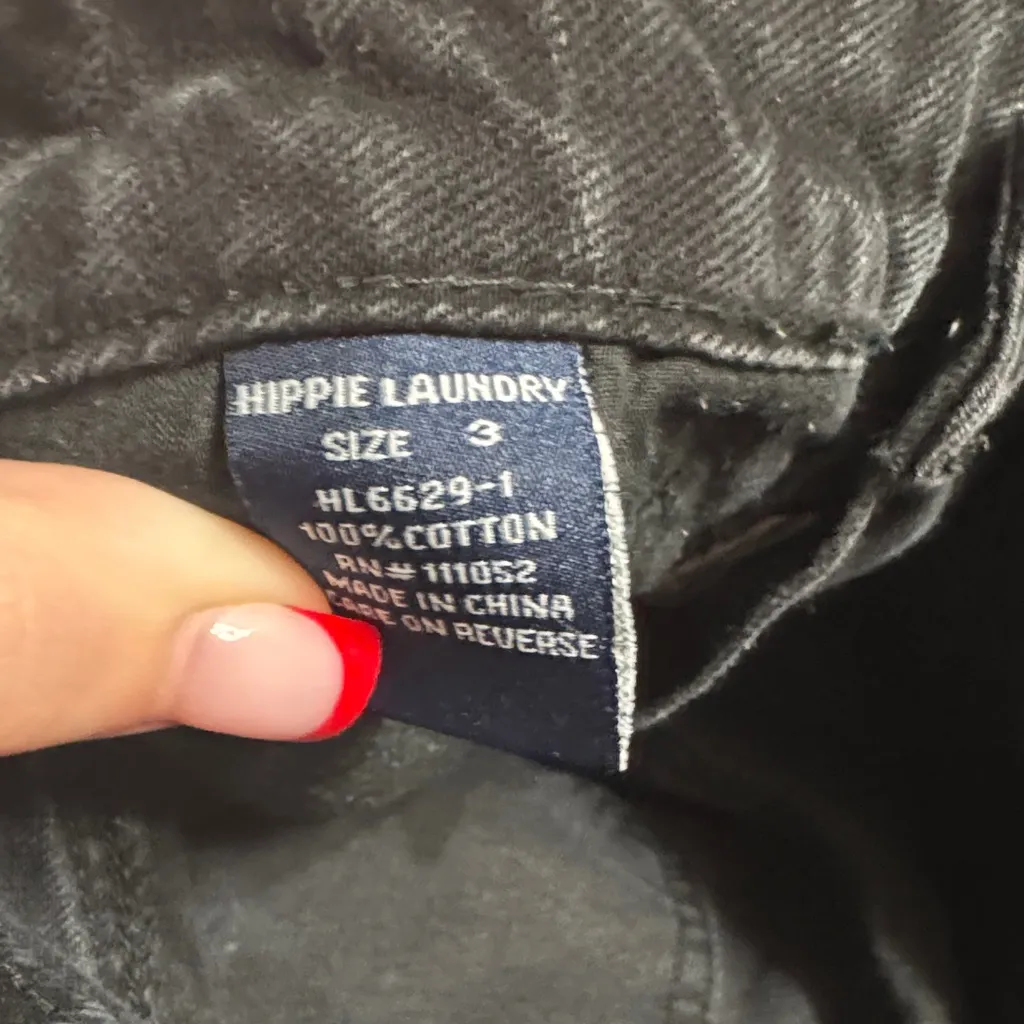 HIPPIE LAUNDRY
SIZE 3
HL6629-1
100%COTTON
RN#111052
MADE IN CHINA
CARE ON REVERSE